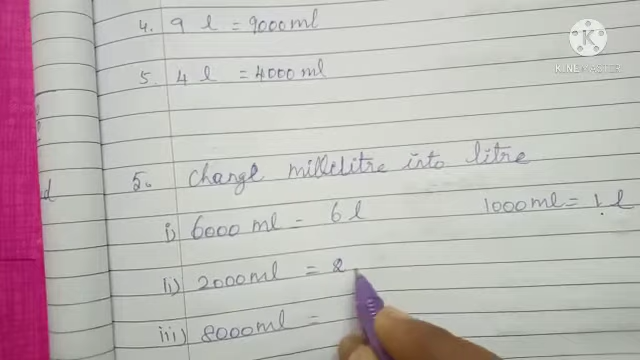 4. 9 l = 9000 ml
KINEMASTER
5. 4 l = 4000 ml
5. Change millelitre into litre
i) 6000 ml = 6 l 1000 ml = 1 l
ii) 2000 ml = 2
iii) 8000 ml =